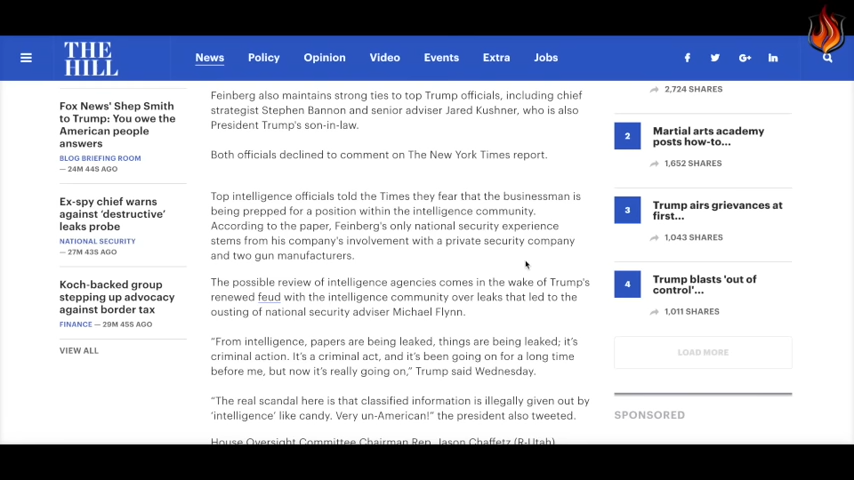 THE
HILL
News
Policy
Opinion
Video
Events
Extra
Jobs
Fox News' Shep Smith
to Trump: You owe the
American people
answers
BLOG BRIEFING ROOM
— 24M 44S AGO
Ex-spy chief warns
against 'destructive'
leaks probe
NATIONAL SECURITY
— 27M 43S AGO
Koch-backed group
stepping up advocacy
against border tax
FINANCE — 29M 45S AGO
VIEW ALL
Feinberg also maintains strong ties to top Trump officials, including chief
strategist Stephen Bannon and senior adviser Jared Kushner, who is also
President Trump's son-in-law.
Both officials declined to comment on The New York Times report.
Top intelligence officials told the Times they fear that the businessman is
being prepped for a position within the intelligence community.
According to the paper, Feinberg's only national security experience
stems from his company's involvement with a private security company
and two gun manufacturers.
The possible review of intelligence agencies comes in the wake of Trump's
renewed feud with the intelligence community over leaks that led to the
ousting of national security adviser Michael Flynn.
“From intelligence, papers are being leaked, things are being leaked; it's
criminal action. It's a criminal act, and it's been going on for a long time
before me, but now it's really going on,” Trump said Wednesday.
“The real scandal here is that classified information is illegally given out by
'intelligence' like candy. Very un-American!” the president also tweeted.
House Oversight Committee Chairman Rep. Jason Chaffetz (R-Utah)
2,724 SHARES
2
Martial arts academy
posts how-to...
1,652 SHARES
3
Trump airs grievances at
first...
1,043 SHARES
4
Trump blasts 'out of
control'...
1,011 SHARES
LOAD MORE
SPONSORED